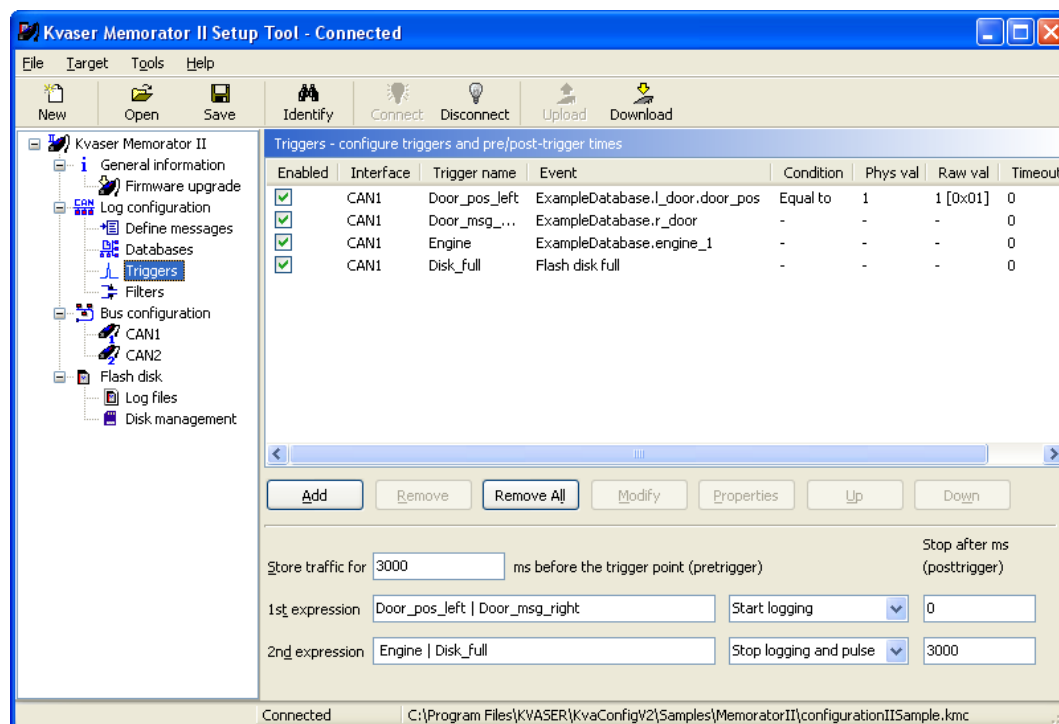 Kvaser Memorator II Setup Tool - Connected
File Target Tools Help
New Open Save Identify Connect Disconnect Upload Download
Kvaser Memorator II
General information
Firmware upgrade
CAN Log configuration
Define messages
Databases
Triggers
Filters
Bus configuration
1 CAN1
2 CAN2
Flash disk
Log files
Disk management
Triggers - configure triggers and pre/post-trigger times
Enabled Interface Trigger name Event Condition Phys val Raw val Timeout
CAN1 Door_pos_left ExampleDatabase.l_door.door_pos Equal to 1 1 [0x01] 0
CAN1 Door_msg_... ExampleDatabase.r_door - - - 0
CAN1 Engine ExampleDatabase.engine_1 - - - 0
CAN1 Disk_full Flash disk full - - - 0
Add Remove Remove All Modify Properties Up Down
Stop after ms
(posttrigger)
Store traffic for 3000 ms before the trigger point (pretrigger)
1st expression Door_pos_left | Door_msg_right Start logging 0
2nd expression Engine | Disk_full Stop logging and pulse 3000
Connected C:\Program Files\KVASER\KvaConfigV2\Samples\MemoratorII\configurationIISample.kmc